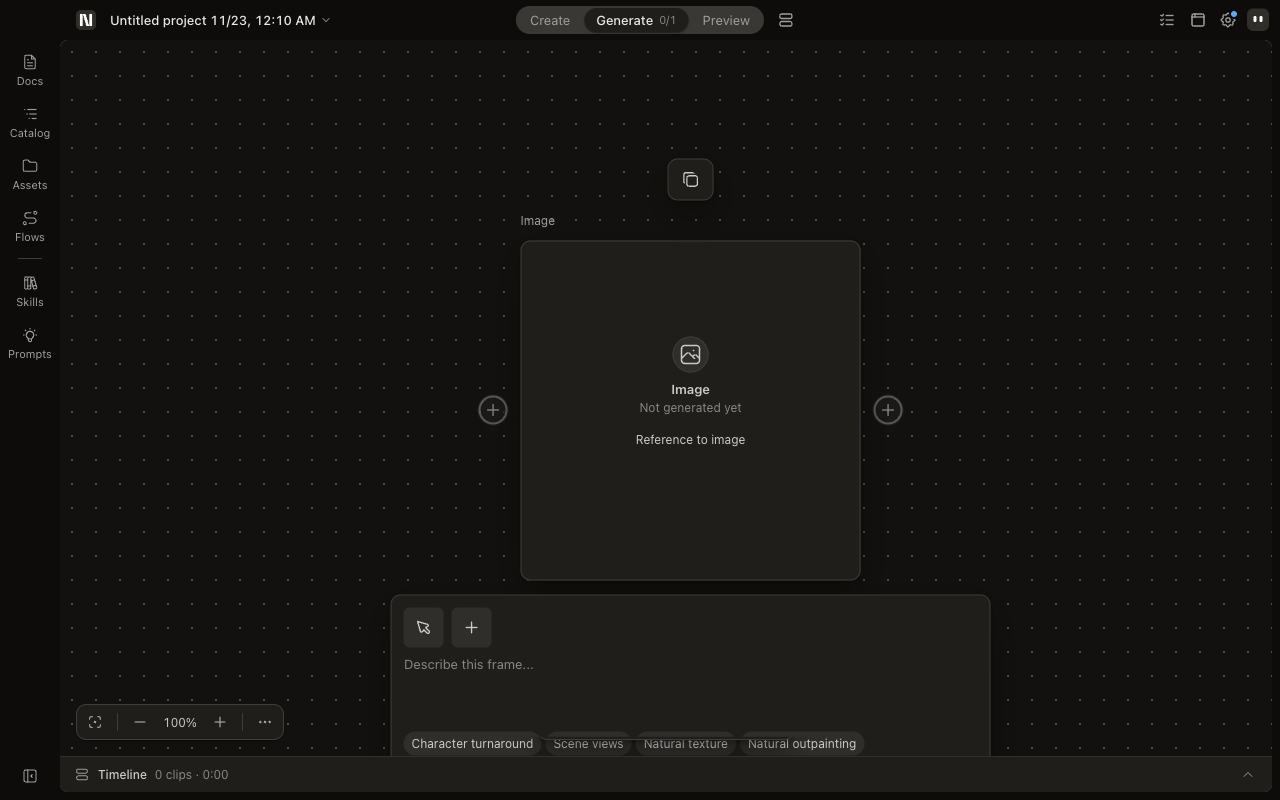 Untitled project 11/23, 12:10 AM
Create
Generate 0/1
Preview
Docs
Catalog
Assets
Flows
Skills
Prompts
Image
Image
Not generated yet
Reference to image
Describe this frame...
Character turnaround
Scene views
Natural texture
Natural outpainting
100%
Timeline 0 clips · 0:00